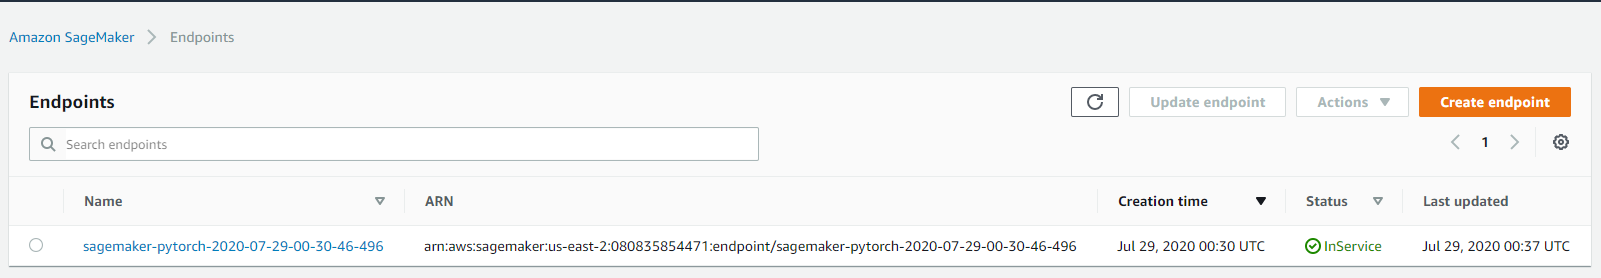 Amazon SageMaker > Endpoints
Endpoints
Update endpoint Actions Create endpoint
Search endpoints
1
Name ARN Creation time Status Last updated
sagemaker-pytorch-2020-07-29-00-30-46-496 arn:aws:sagemaker:us-east-2:080835854471:endpoint/sagemaker-pytorch-2020-07-29-00-30-46-496 Jul 29, 2020 00:30 UTC InService Jul 29, 2020 00:37 UTC